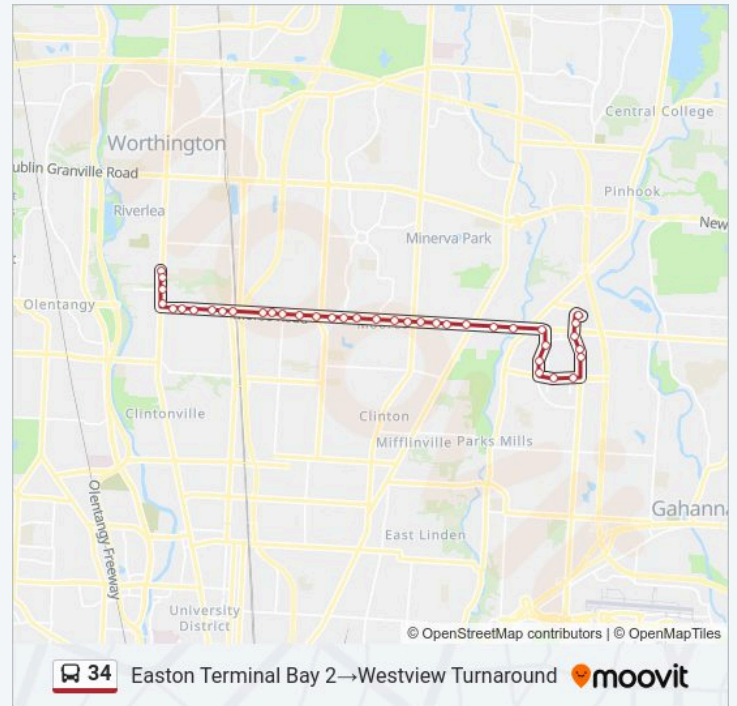 Central College
Worthington
ublin Granville Road
Pinhook
Riverlea
New
Minerva Park
Olentangy
Clintonville
Clinton
Mifflinville
Parks Mills
Olentangy Freeway
Gahanna
East Linden
University
District
© OpenStreetMap contributors | © OpenMapTiles
34 Easton Terminal Bay 2→Westview Turnaround moovit